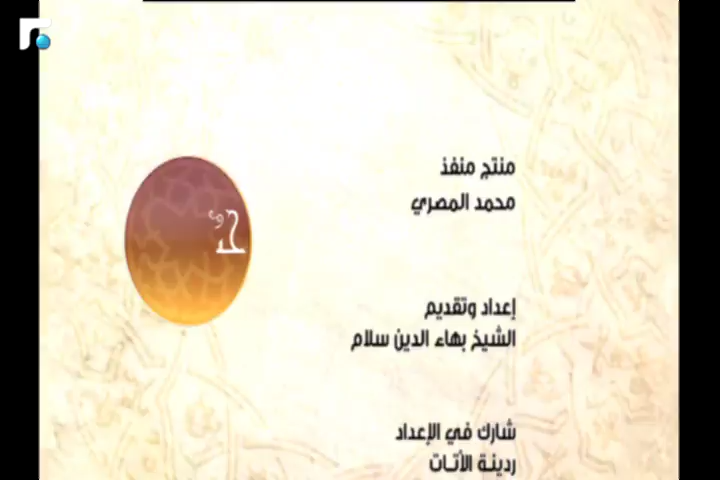 منتج منفذ
محمد المصري
إعداد وتقديم
الشيخ بهاء الدين سلام
شارك في الإعداد
ردينة الأتات